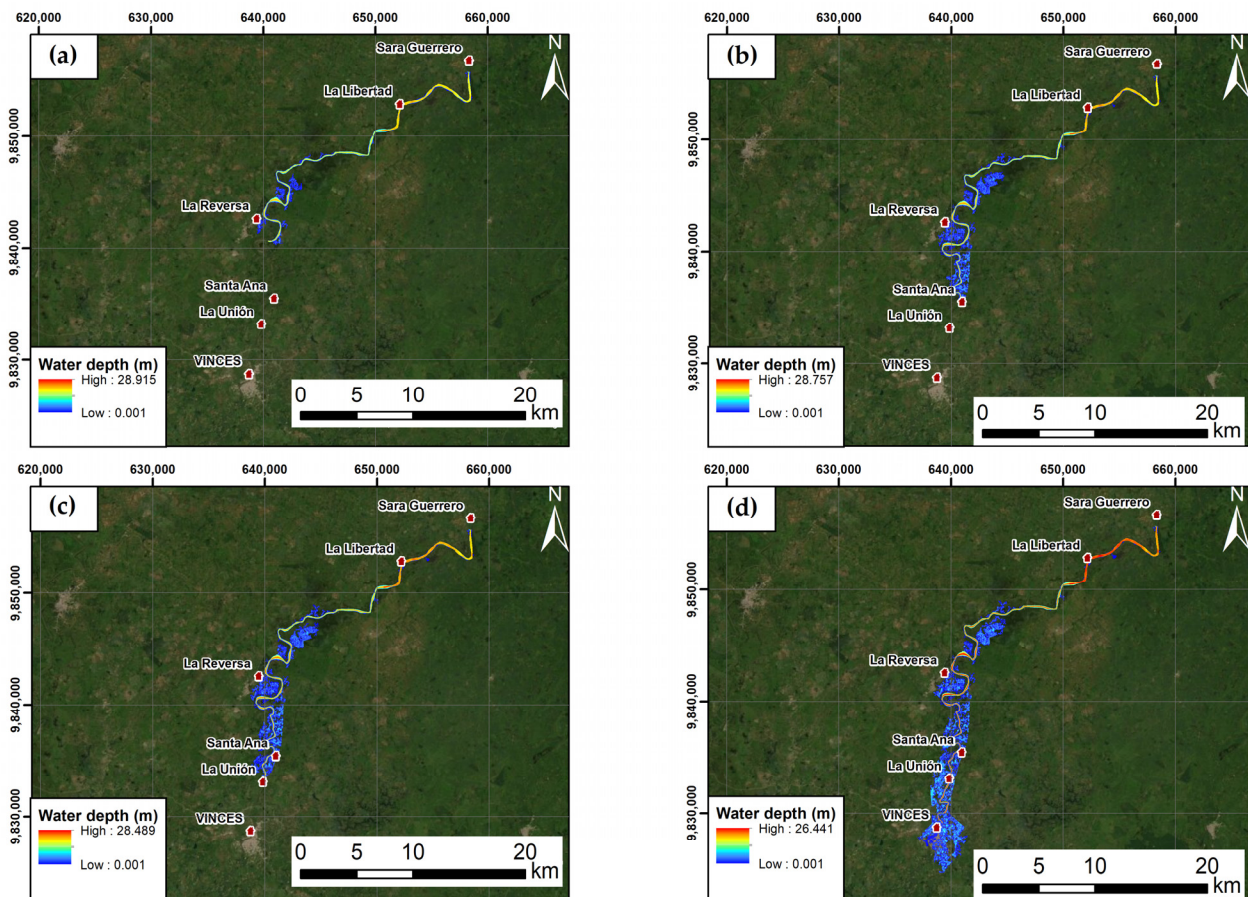 620,000 630,000 640,000 650,000 660,000
(a)
N
Sara Guerrero
La Libertad
9,850,000
La Reversa
9,840,000
Santa Ana
La Unión
9,830,000
VINCES
Water depth (m)
High : 28.915
Low : 0.001
0 5 10 20
km
620,000 630,000 640,000 650,000 660,000
(b)
N
Sara Guerrero
La Libertad
9,850,000
La Reversa
9,840,000
Santa Ana
La Unión
9,830,000
VINCES
Water depth (m)
High : 28.757
Low : 0.001
0 5 10 20
km
620,000 630,000 640,000 650,000 660,000
(c)
N
Sara Guerrero
La Libertad
9,850,000
La Reversa
9,840,000
Santa Ana
La Unión
9,830,000
VINCES
Water depth (m)
High : 28.489
Low : 0.001
0 5 10 20
km
620,000 630,000 640,000 650,000 660,000
(d)
N
Sara Guerrero
La Libertad
9,850,000
La Reversa
9,840,000
Santa Ana
La Unión
9,830,000
VINCES
Water depth (m)
High : 26.441
Low : 0.001
0 5 10 20
km